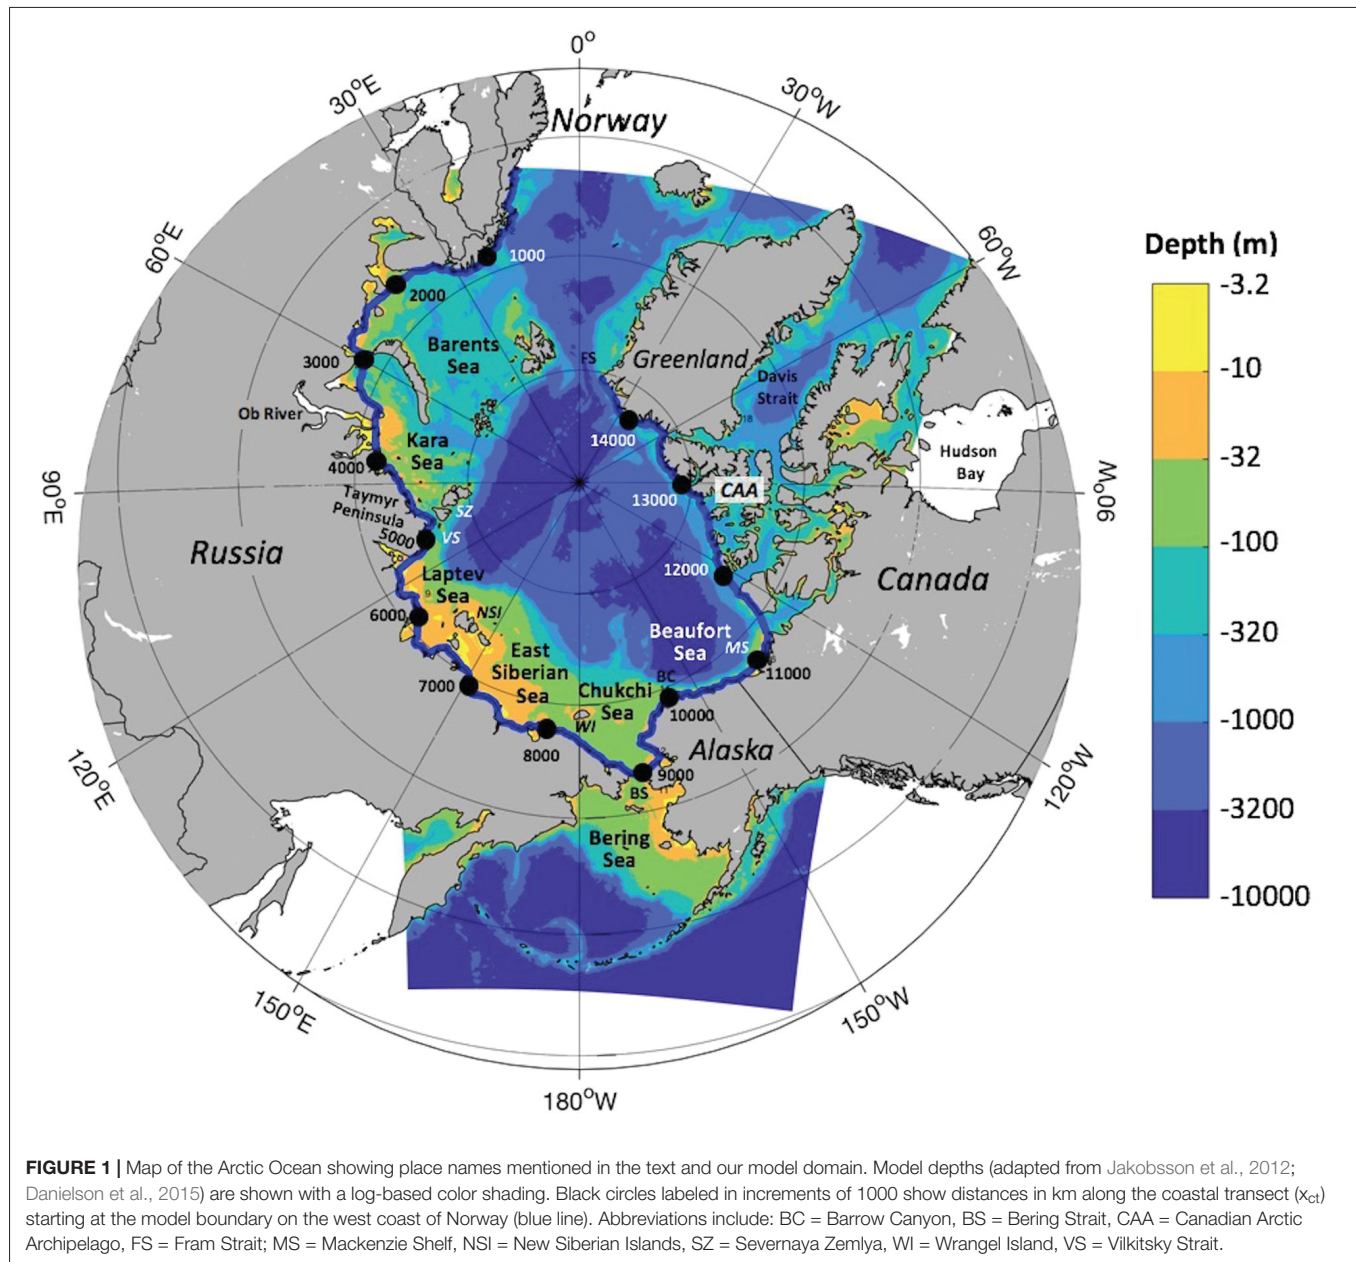 0°
30°E
30°W
Norway
60°E
60°W
1000
2000
Barents
Sea
FS
Greenland
3000
Davis
Strait
Ob River
18
14000
Kara
Sea
Hudson
Bay
4000
90°E
13000
CAA
90°W
Taymyr
Peninsula
SZ
5000
VS
Russia
12000
Canada
Laptev
Sea
9
6000
NSI
Beaufort
Sea
MS
East
Siberian
Sea
11000
7000
BC
Chukchi
Sea
10000
WI
8000
Alaska
9000
BS
11
120°E
120°W
Bering
Sea
150°E
150°W
180°W
Depth (m)
-3.2
-10
-32
-100
-320
-1000
-3200
-10000
FIGURE 1 | Map of the Arctic Ocean showing place names mentioned in the text and our model domain. Model depths (adapted from Jakobsson et al., 2012;
Danielson et al., 2015) are shown with a log-based color shading. Black circles labeled in increments of 1000 show distances in km along the coastal transect (xct)
starting at the model boundary on the west coast of Norway (blue line). Abbreviations include: BC = Barrow Canyon, BS = Bering Strait, CAA = Canadian Arctic
Archipelago, FS = Fram Strait; MS = Mackenzie Shelf, NSI = New Siberian Islands, SZ = Severnaya Zemlya, WI = Wrangel Island, VS = Vilkitsky Strait.